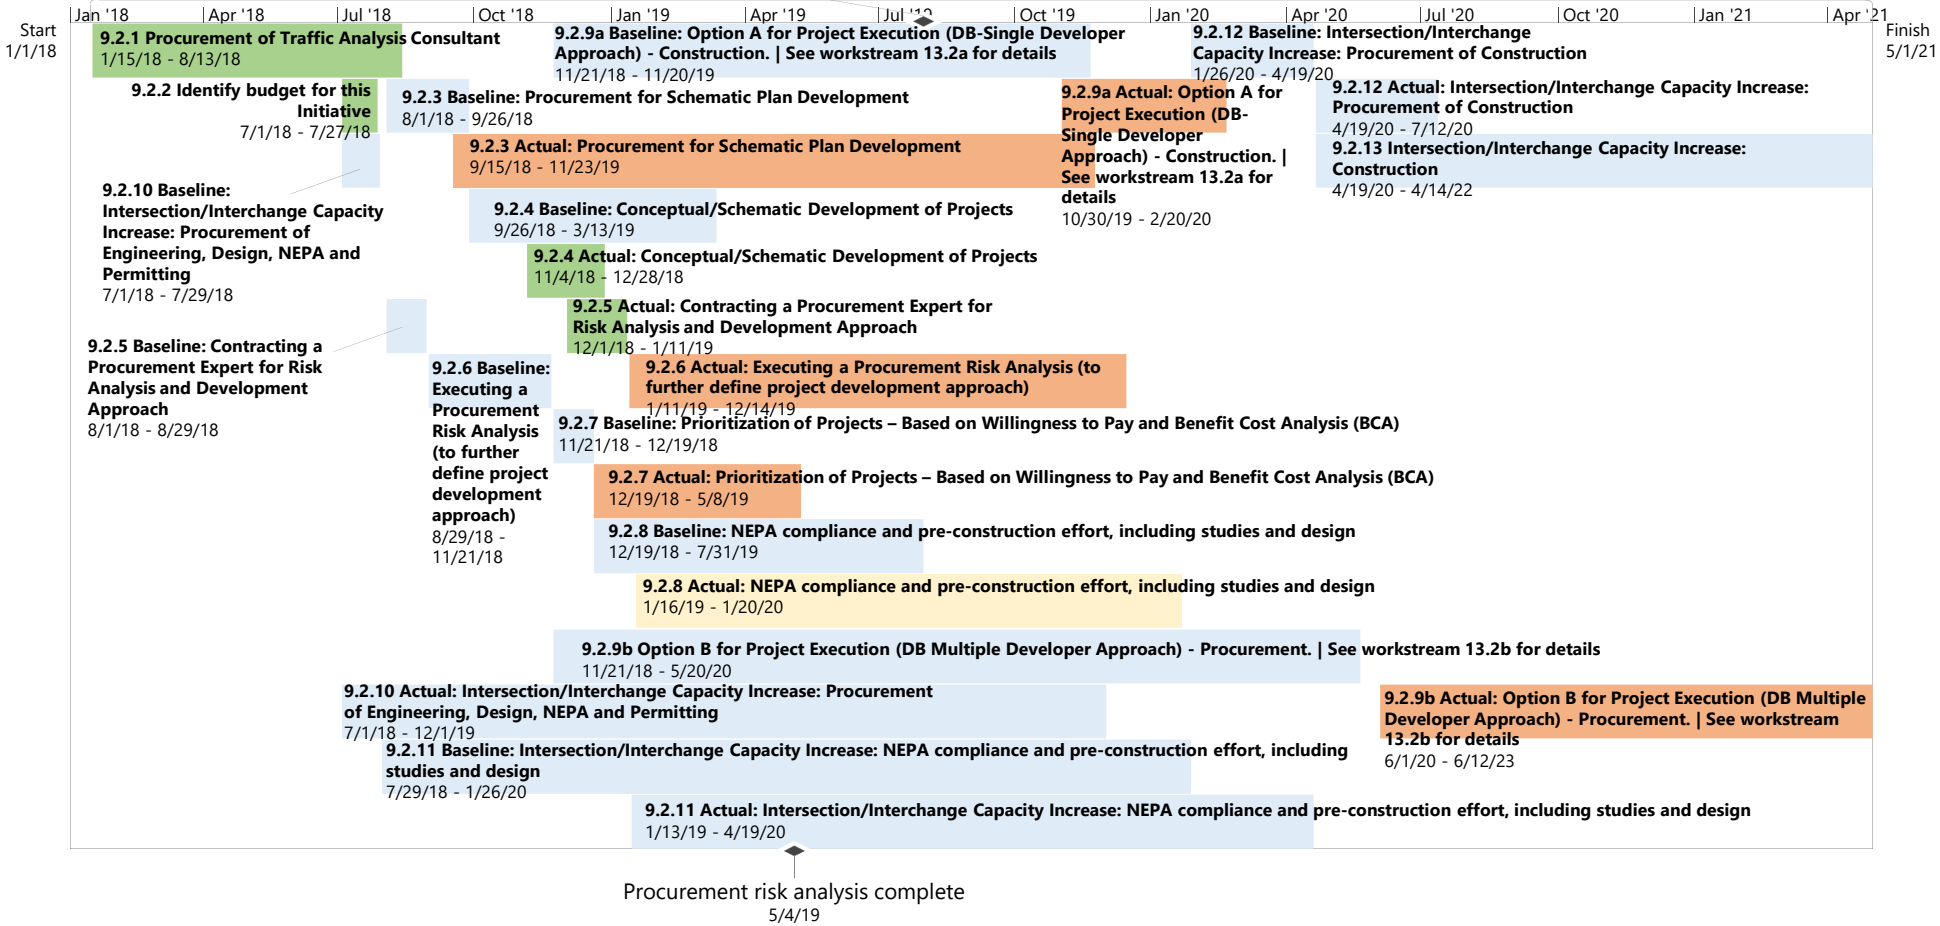 Jan '18
Apr '18
Jul '18
Oct '18
Jan '19
Apr '19
Jul '19
Oct '19
Jan '20
Apr '20
Jul '20
Oct '20
Jan '21
Apr '21
Start
1/1/18
Finish
5/1/21
9.2.1 Procurement of Traffic Analysis Consultant
1/15/18 - 8/13/18
9.2.9a Baseline: Option A for Project Execution (DB-Single Developer
Approach) - Construction. | See workstream 13.2a for details
11/21/18 - 11/20/19
9.2.12 Baseline: Intersection/Interchange
Capacity Increase: Procurement of Construction
1/26/20 - 4/19/20
9.2.2 Identify budget for this
Initiative
7/1/18 - 7/27/18
9.2.3 Baseline: Procurement for Schematic Plan Development
8/1/18 - 9/26/18
9.2.9a Actual: Option A for
Project Execution (DB-
Single Developer
Approach) - Construction. |
See workstream 13.2a for
details
10/30/19 - 2/20/20
9.2.12 Actual: Intersection/Interchange Capacity Increase:
Procurement of Construction
4/19/20 - 7/12/20
9.2.3 Actual: Procurement for Schematic Plan Development
9/15/18 - 11/23/19
9.2.13 Intersection/Interchange Capacity Increase:
Construction
4/19/20 - 4/14/22
9.2.10 Baseline:
Intersection/Interchange Capacity
Increase: Procurement of
Engineering, Design, NEPA and
Permitting
7/1/18 - 7/29/18
9.2.4 Baseline: Conceptual/Schematic Development of Projects
9/26/18 - 3/13/19
9.2.4 Actual: Conceptual/Schematic Development of Projects
11/4/18 - 12/28/18
9.2.5 Actual: Contracting a Procurement Expert for
Risk Analysis and Development Approach
12/1/18 - 1/11/19
9.2.5 Baseline: Contracting a
Procurement Expert for Risk
Analysis and Development
Approach
8/1/18 - 8/29/18
9.2.6 Baseline:
Executing a
Procurement
Risk Analysis
(to further
define project
development
approach)
8/29/18 -
11/21/18
9.2.6 Actual: Executing a Procurement Risk Analysis (to
further define project development approach)
1/11/19 - 12/14/19
9.2.7 Baseline: Prioritization of Projects – Based on Willingness to Pay and Benefit Cost Analysis (BCA)
11/21/18 - 12/19/18
9.2.7 Actual: Prioritization of Projects – Based on Willingness to Pay and Benefit Cost Analysis (BCA)
12/19/18 - 5/8/19
9.2.8 Baseline: NEPA compliance and pre-construction effort, including studies and design
12/19/18 - 7/31/19
9.2.8 Actual: NEPA compliance and pre-construction effort, including studies and design
1/16/19 - 1/20/20
9.2.9b Option B for Project Execution (DB Multiple Developer Approach) - Procurement. | See workstream 13.2b for details
11/21/18 - 5/20/20
9.2.10 Actual: Intersection/Interchange Capacity Increase: Procurement
of Engineering, Design, NEPA and Permitting
7/1/18 - 12/1/19
9.2.9b Actual: Option B for Project Execution (DB Multiple
Developer Approach) - Procurement. | See workstream
13.2b for details
6/1/20 - 6/12/23
9.2.11 Baseline: Intersection/Interchange Capacity Increase: NEPA compliance and pre-construction effort, including
studies and design
7/29/18 - 1/26/20
9.2.11 Actual: Intersection/Interchange Capacity Increase: NEPA compliance and pre-construction effort, including studies and design
1/13/19 - 4/19/20
Procurement risk analysis complete
5/4/19